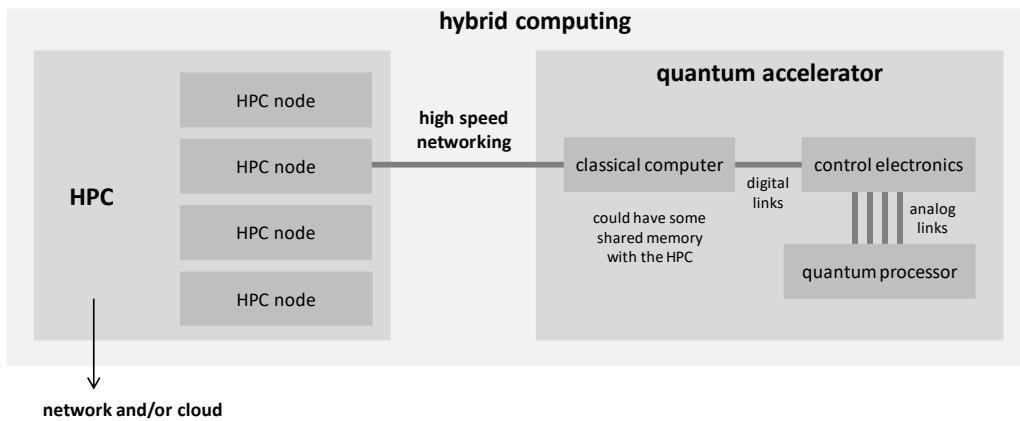 hybrid computing
HPC
HPC node
HPC node
HPC node
HPC node
high speed
networking
quantum accelerator
classical computer
digital
links
control electronics
could have some
shared memory
with the HPC
analog
links
quantum processor
network and/or cloud